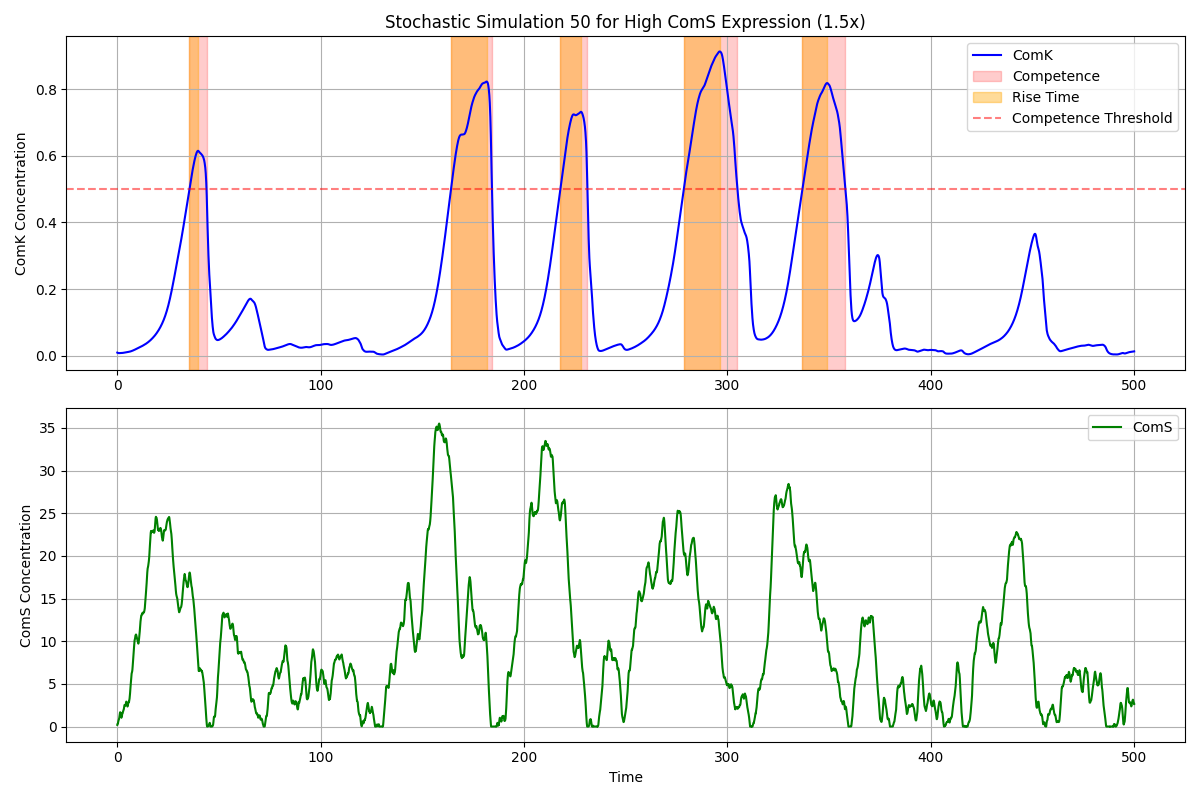 Stochastic Simulation 50 for High ComS Expression (1.5x)
ComK Concentration
0.8
0.6
0.4
0.2
0.0
ComK
Competence
Rise Time
Competence Threshold
0 100 200 300 400 500
ComS Concentration
35
30
25
20
15
10
5
0
ComS
0 100 200 300 400 500
Time